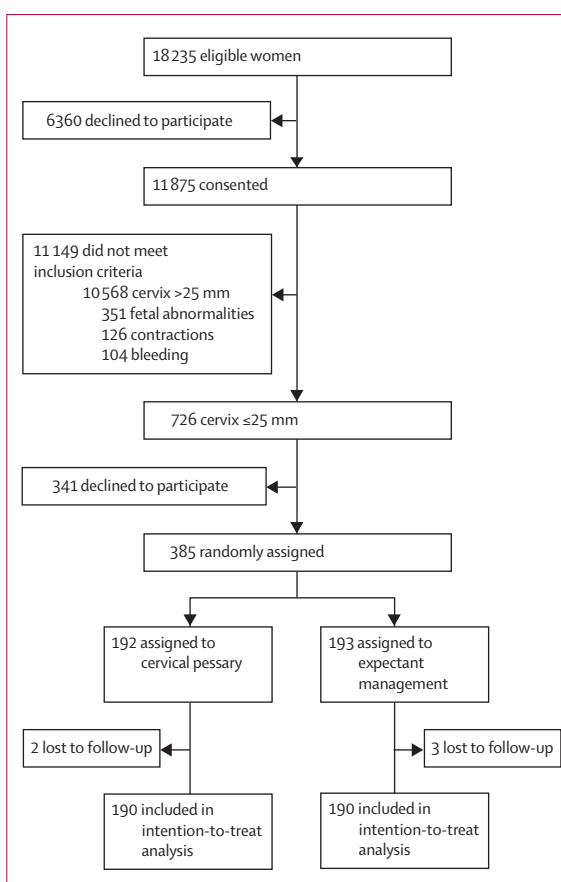 18 235 eligible women
6360 declined to participate
11 875 consented
11 149 did not meet
inclusion criteria
10 568 cervix >25 mm
351 fetal abnormalities
126 contractions
104 bleeding
726 cervix ≤25 mm
341 declined to participate
385 randomly assigned
192 assigned to
cervical pessary
193 assigned to
expectant
management
2 lost to follow-up
3 lost to follow-up
190 included in
intention-to-treat
analysis
190 included in
intention-to-treat
analysis